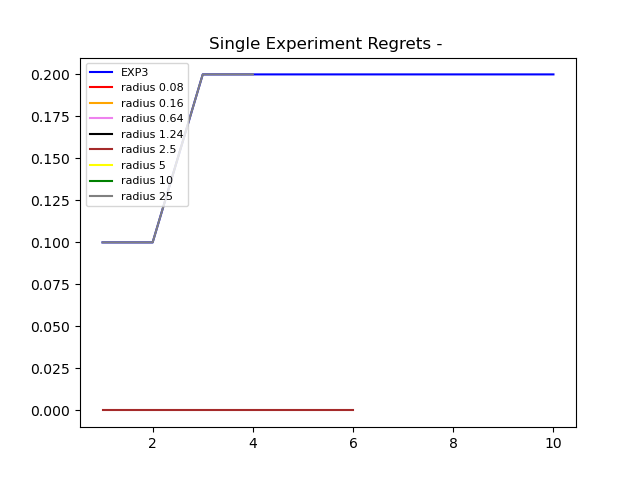 Single Experiment Regrets -
0.200
0.175
0.150
0.125
0.100
0.075
0.050
0.025
0.000
EXP3
radius 0.08
radius 0.16
radius 0.64
radius 1.24
radius 2.5
radius 5
radius 10
radius 25
2 4 6 8 10